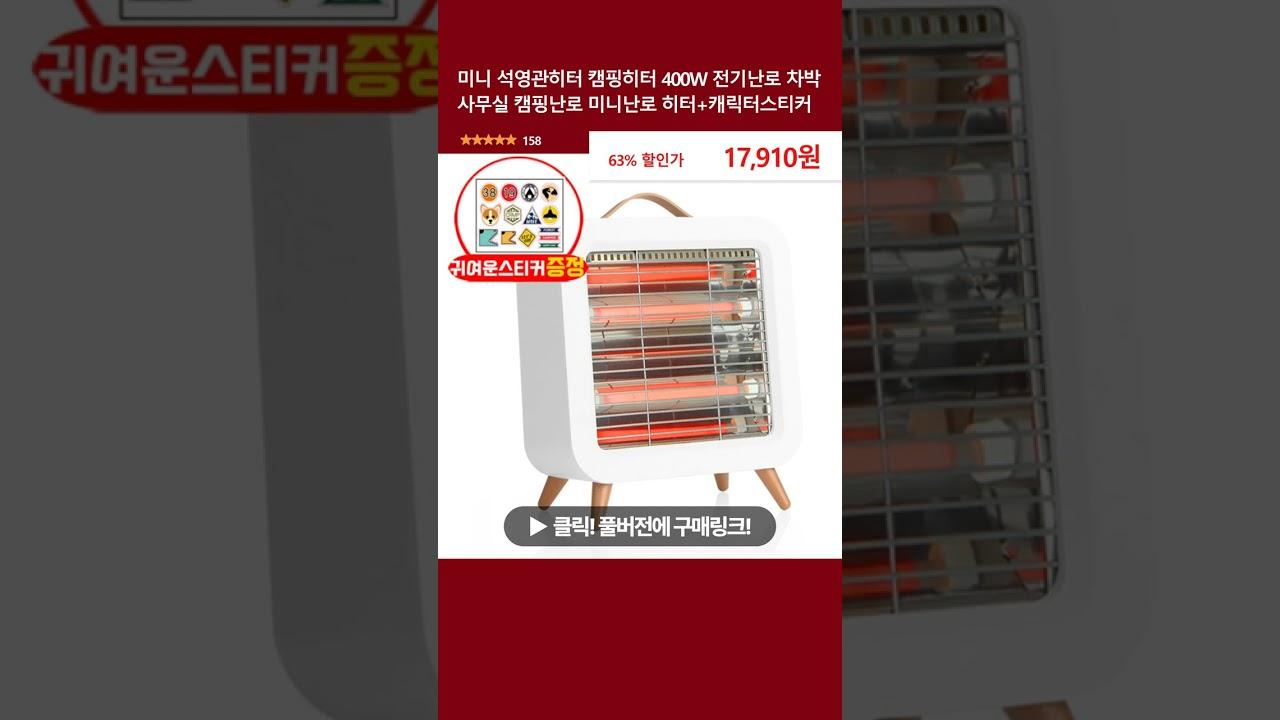 귀여운스티커증정
미니 석영관히터 캠핑히터 400W 전기난로 차박
사무실 캠핑난로 미니난로 히터+캐릭터스티커
★★★★★ 158
63% 할인가 17,910원
38 19
귀여운스티커증정
▶ 클릭! 풀버전에 구매링크!